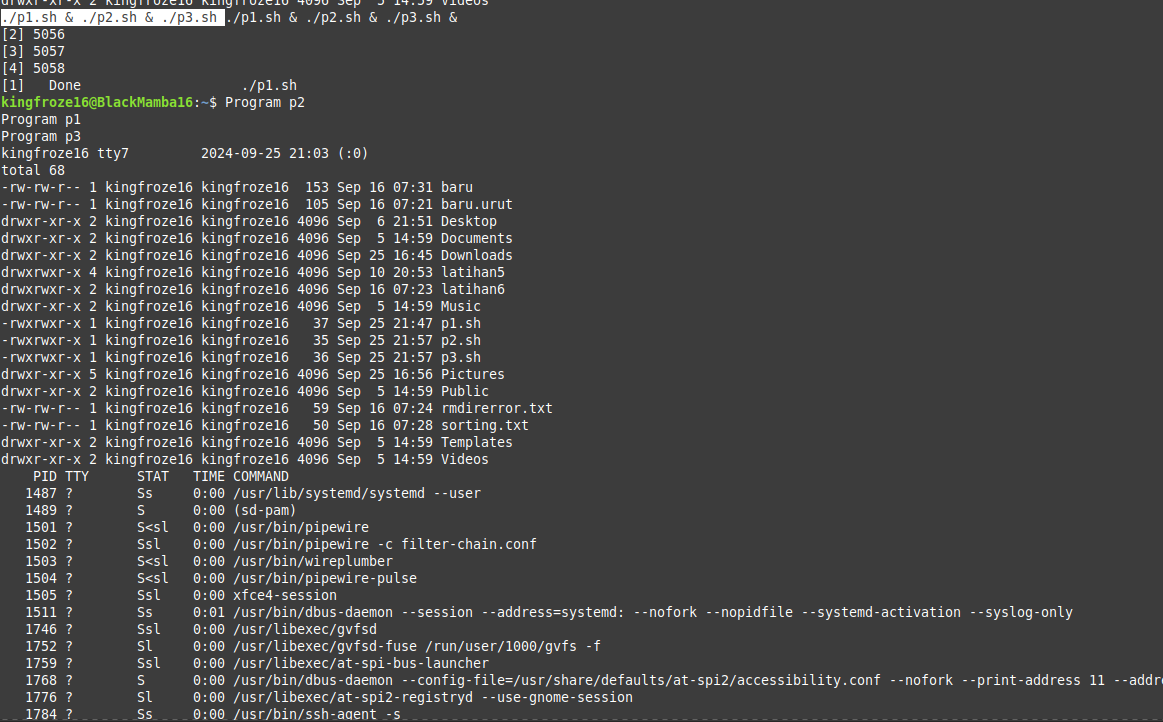 drwxr-xr-x 2 kingfroze16 kingfroze16 4096 Sep  5 14:59 Videos
./p1.sh & ./p2.sh & ./p3.sh ./p1.sh & ./p2.sh & ./p3.sh &
[2] 5056
[3] 5057
[4] 5058
[1]   Done                    ./p1.sh
kingfroze16@BlackMamba16:~$ Program p2
Program p1
Program p3
kingfroze16 tty7         2024-09-25 21:03 (:0)
total 68
-rw-rw-r-- 1 kingfroze16 kingfroze16  153 Sep 16 07:31 baru
-rw-rw-r-- 1 kingfroze16 kingfroze16  105 Sep 16 07:21 baru.urut
drwxr-xr-x 2 kingfroze16 kingfroze16 4096 Sep  6 21:51 Desktop
drwxr-xr-x 2 kingfroze16 kingfroze16 4096 Sep  5 14:59 Documents
drwxr-xr-x 2 kingfroze16 kingfroze16 4096 Sep 25 16:45 Downloads
drwxrwxr-x 4 kingfroze16 kingfroze16 4096 Sep 10 20:53 latihan5
drwxrwxr-x 2 kingfroze16 kingfroze16 4096 Sep 16 07:23 latihan6
drwxr-xr-x 2 kingfroze16 kingfroze16 4096 Sep  5 14:59 Music
-rwxrwxr-x 1 kingfroze16 kingfroze16   37 Sep 25 21:47 p1.sh
-rwxrwxr-x 1 kingfroze16 kingfroze16   35 Sep 25 21:57 p2.sh
-rwxrwxr-x 1 kingfroze16 kingfroze16   36 Sep 25 21:57 p3.sh
drwxr-xr-x 5 kingfroze16 kingfroze16 4096 Sep 25 16:56 Pictures
drwxr-xr-x 2 kingfroze16 kingfroze16 4096 Sep  5 14:59 Public
-rw-rw-r-- 1 kingfroze16 kingfroze16   59 Sep 16 07:24 rmdirerror.txt
-rw-rw-r-- 1 kingfroze16 kingfroze16   50 Sep 16 07:28 sorting.txt
drwxr-xr-x 2 kingfroze16 kingfroze16 4096 Sep  5 14:59 Templates
drwxr-xr-x 2 kingfroze16 kingfroze16 4096 Sep  5 14:59 Videos
    PID TTY      STAT   TIME COMMAND
   1487 ?        Ss     0:00 /usr/lib/systemd/systemd --user
   1489 ?        S      0:00 (sd-pam)
   1501 ?        S<sl   0:00 /usr/bin/pipewire
   1502 ?        Ssl    0:00 /usr/bin/pipewire -c filter-chain.conf
   1503 ?        S<sl   0:00 /usr/bin/wireplumber
   1504 ?        S<sl   0:00 /usr/bin/pipewire-pulse
   1505 ?        Ssl    0:00 xfce4-session
   1511 ?        Ss     0:01 /usr/bin/dbus-daemon --session --address=systemd: --nofork --nopidfile --systemd-activation --syslog-only
   1746 ?        Ssl    0:00 /usr/libexec/gvfsd
   1752 ?        Sl     0:00 /usr/libexec/gvfsd-fuse /run/user/1000/gvfs -f
   1759 ?        Ssl    0:00 /usr/libexec/at-spi-bus-launcher
   1768 ?        S      0:00 /usr/bin/dbus-daemon --config-file=/usr/share/defaults/at-spi2/accessibility.conf --nofork --print-address 11 --addre
   1776 ?        Sl     0:00 /usr/libexec/at-spi2-registryd --use-gnome-session
   1784 ?        Ss     0:00 /usr/bin/ssh-agent -s